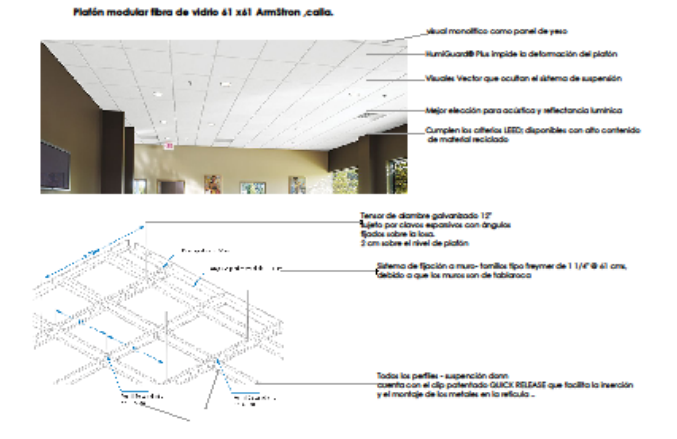 Plafón modular fibra de vidrio 61 x61 ArmStron ,calla.
visual monolítico como panel de yeso
HumiGuard® Plus impide la deformación del plafón
Visuales Vector que ocultan el sistema de suspensión
Mejor elección para acústica y reflectancia lumínica
Cumplen los criterios LEED; disponibles con alto contenido
de material reciclado
Tensor de alambre galvanizado 12"
sujeto por clavos expansivos con ángulos
fijados sobre la losa.
2 cm sobre el nivel de plafón
Sistema de fijación a muro- tornillos tipo freymer de 1 1/4"@ 61 cms,
debido a que los muros son de tablaroca
Todos los perfiles - suspención donn
cuenta con el clip patentado QUICK RELEASE que facilita la inserción
y el montaje de los metales en la retícula ..